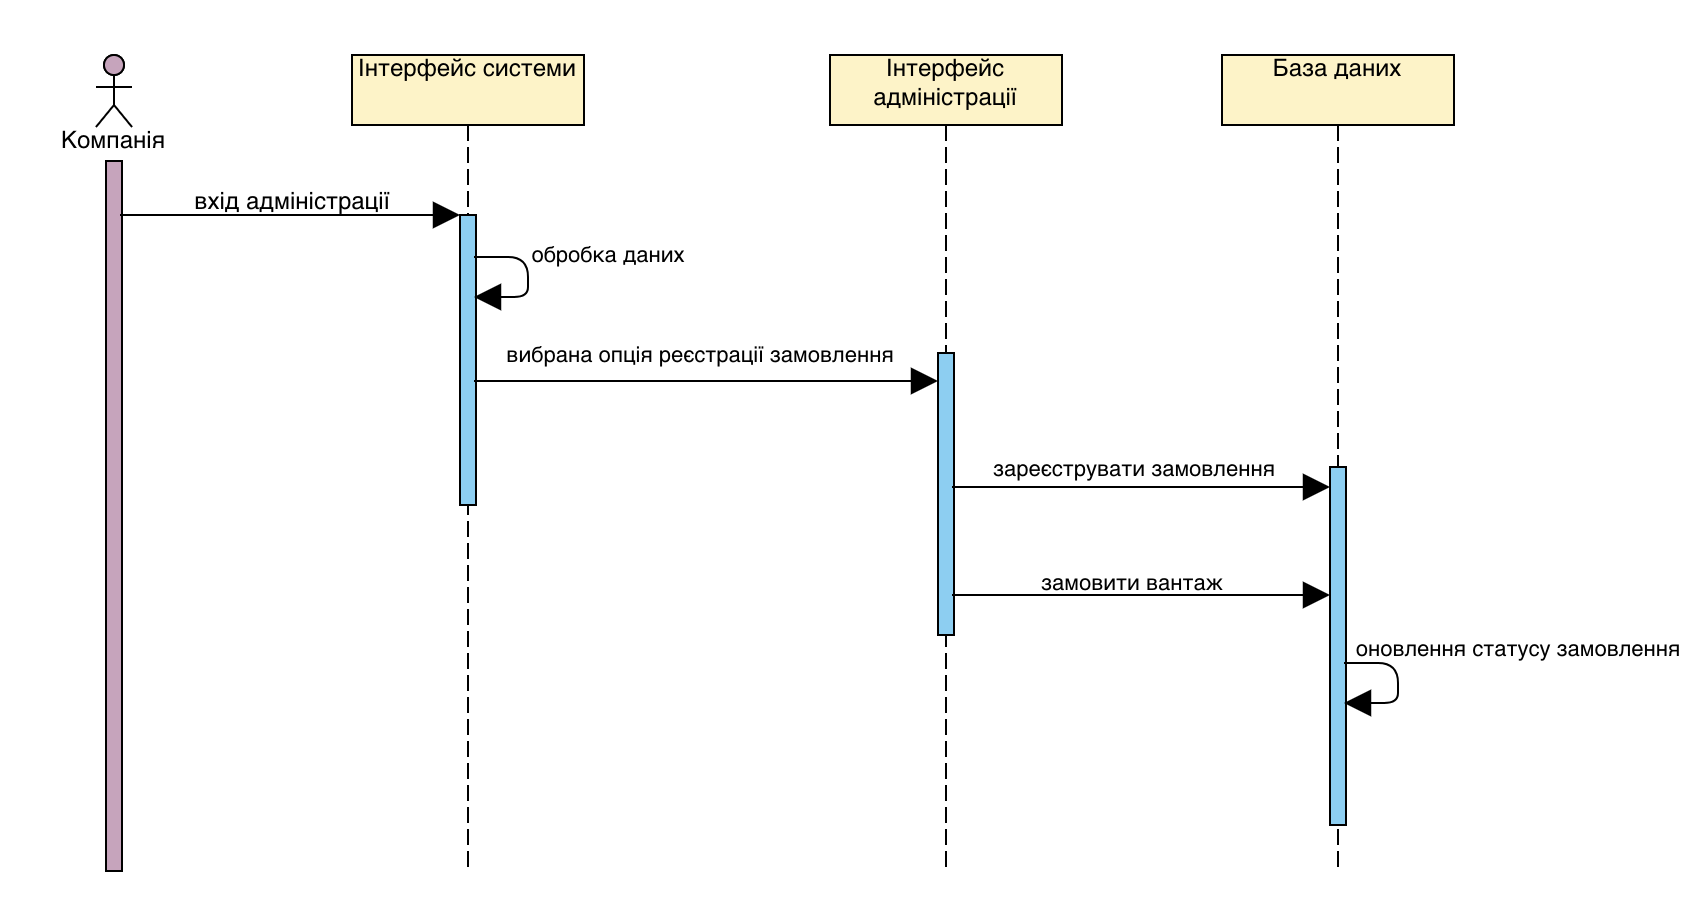 Компанія
Інтерфейс системи
Інтерфейс
адміністрації
База даних
вхід адміністрації
обробка даних
вибрана опція реєстрації замовлення
зареєструвати замовлення
замовити вантаж
оновлення статусу замовлення